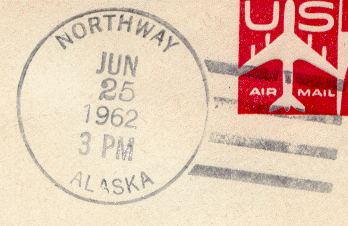 NORTHWAY
JUN
25
1962
3 PM
ALASKA
US
AIR MAIL